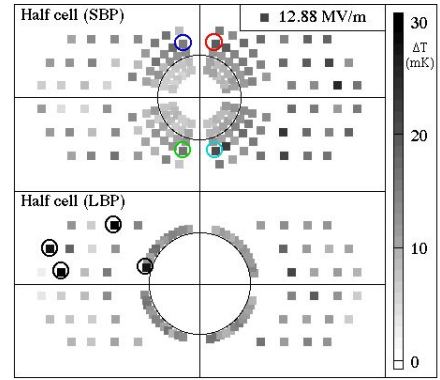 Half cell (SBP)
12.88 MV/m
30
ΔT
(mK)
20
10
0
Half cell (LBP)